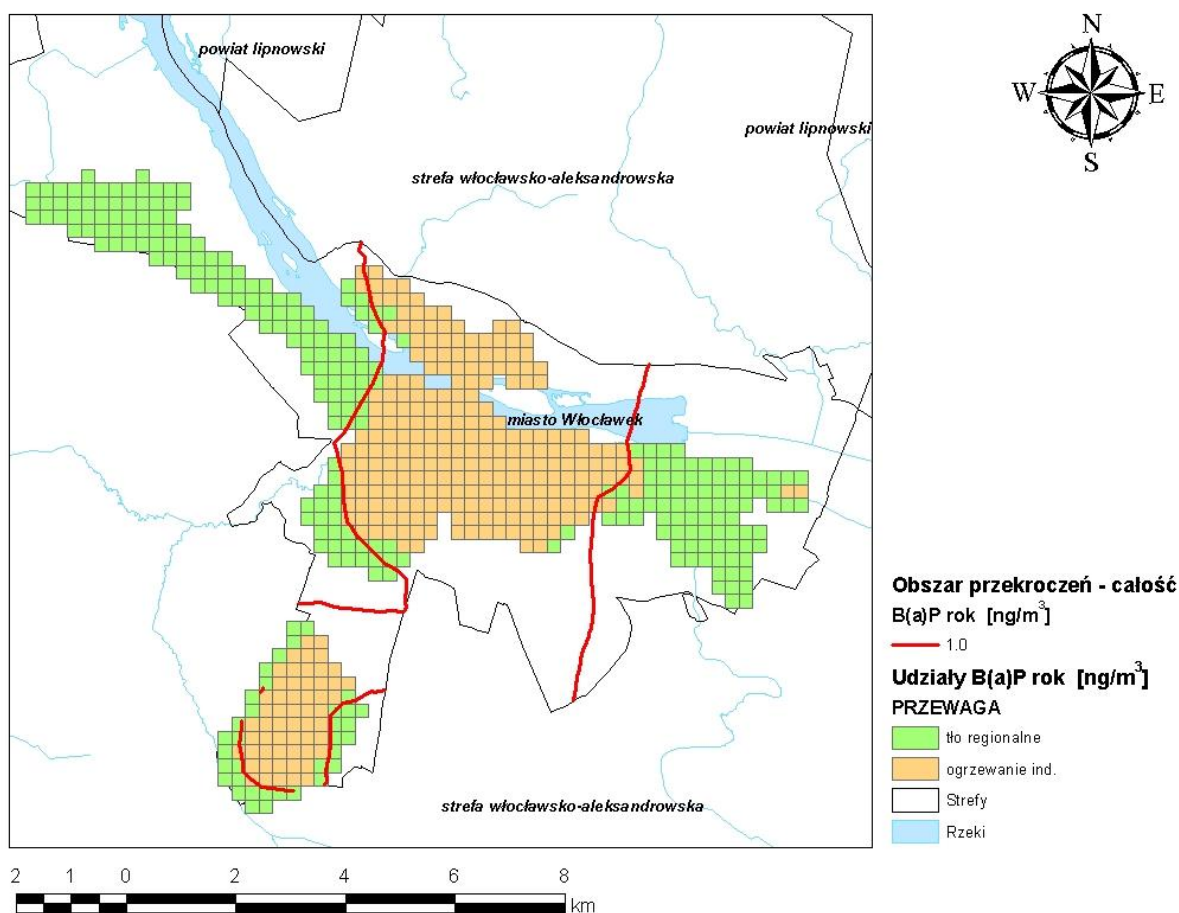 powiat lipnowski
N
W
E
S
powiat lipnowski
strefa włocławsko-aleksandrowska
miasto Włocławek
Obszar przekroczeń - całość
B(a)P rok [ng/m³]
1.0
Udziały B(a)P rok [ng/m³]
PRZEWAGA
tło regionalne
ogrzewanie ind.
Strefy
Rzeki
strefa włocławsko-aleksandrowska
2 1 0 2 4 6 8
km